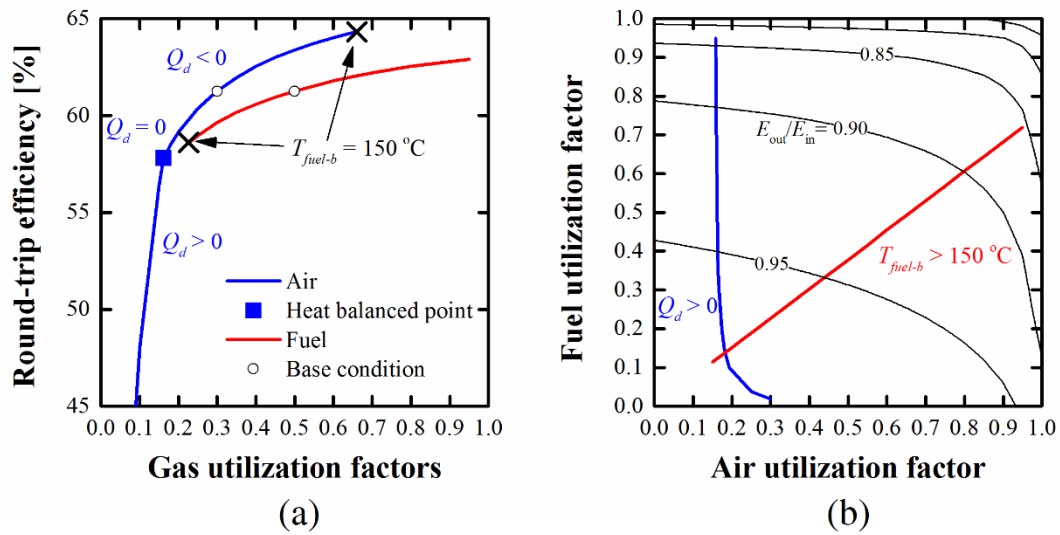 Round-trip efficiency [%]
65
60
55
50
45
Q_d < 0
Q_d = 0
T_fuel-b = 150 °C
Q_d > 0
Air
Heat balanced point
Fuel
Base condition
0.0 0.1 0.2 0.3 0.4 0.5 0.6 0.7 0.8 0.9 1.0
Gas utilization factors
(a)
Fuel utilization factor
1.0
0.9
0.8
0.7
0.6
0.5
0.4
0.3
0.2
0.1
0.0
0.85
E_out/E_in = 0.90
0.95
T_fuel-b > 150 °C
Q_d > 0
0.0 0.1 0.2 0.3 0.4 0.5 0.6 0.7 0.8 0.9 1.0
Air utilization factor
(b)